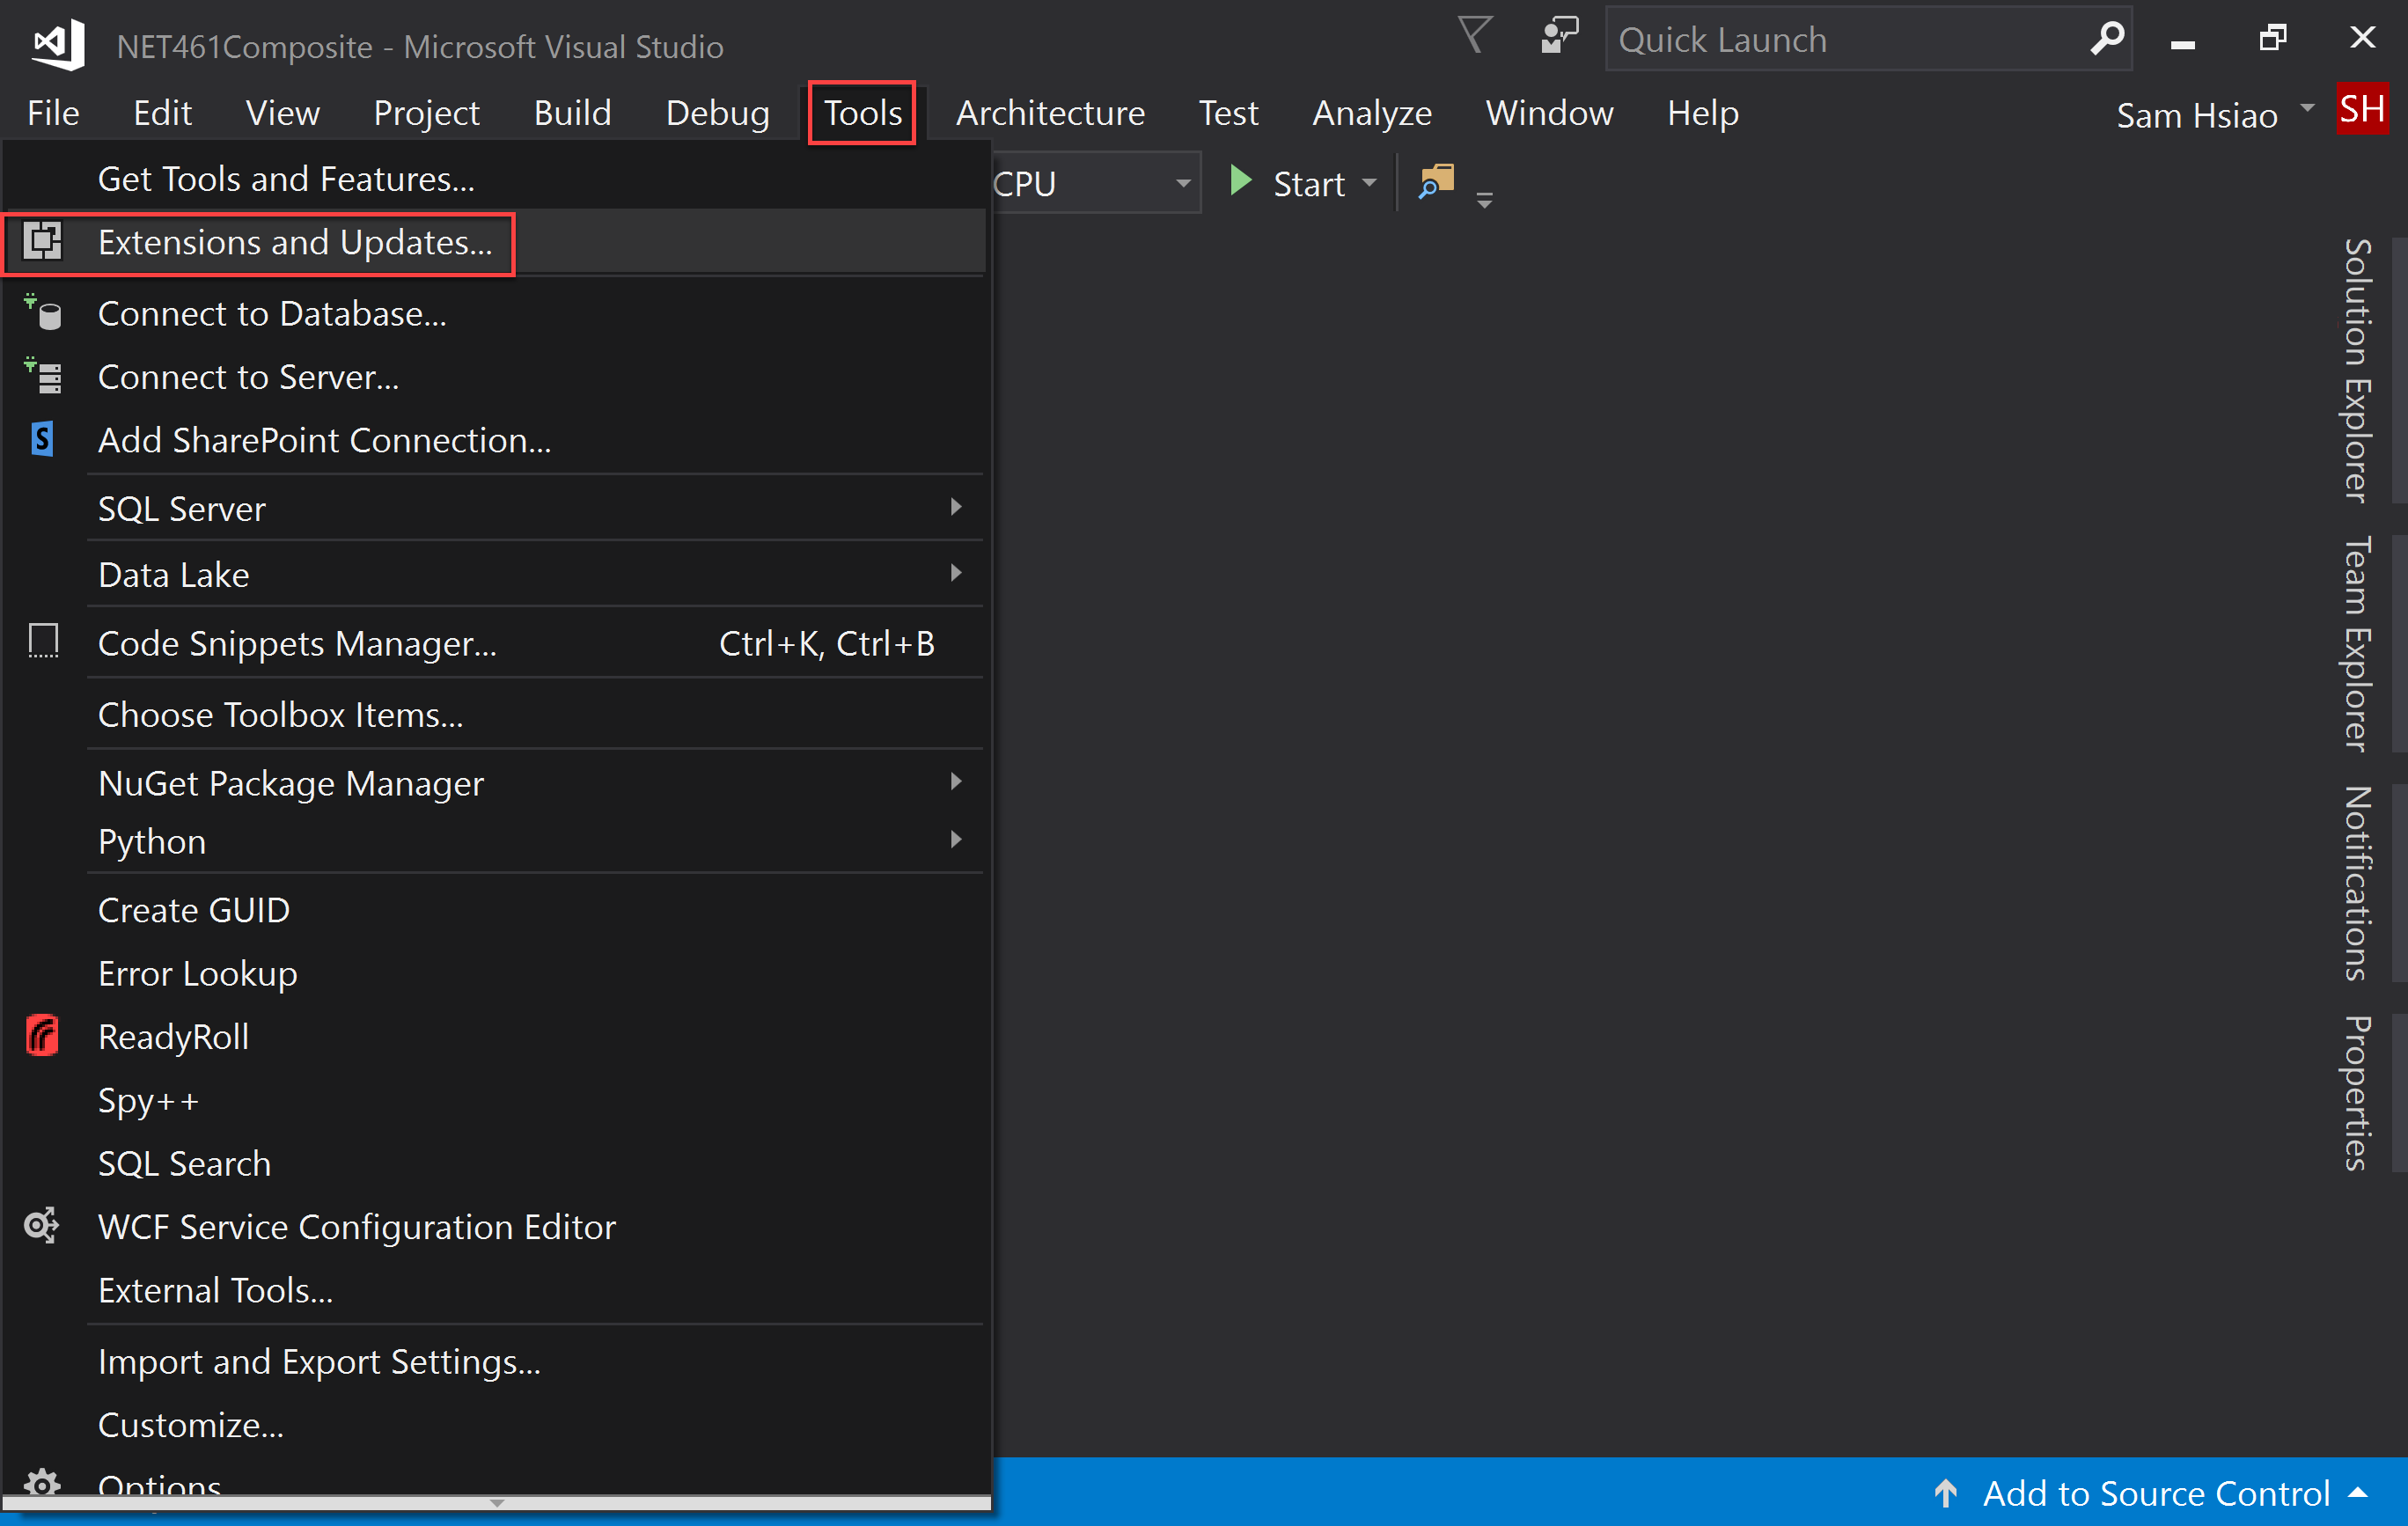 NET461Composite - Microsoft Visual Studio
Quick Launch
File Edit View Project Build Debug Tools Architecture Test Analyze Window Help
Sam Hsiao SH
Get Tools and Features...
CPU
Start
Extensions and Updates...
Connect to Database...
Connect to Server...
Add SharePoint Connection...
SQL Server
Data Lake
Code Snippets Manager... Ctrl+K, Ctrl+B
Choose Toolbox Items...
NuGet Package Manager
Python
Create GUID
Error Lookup
ReadyRoll
Spy++
SQL Search
WCF Service Configuration Editor
External Tools...
Import and Export Settings...
Customize...
Options...
Solution Explorer
Team Explorer
Notifications
Properties
Add to Source Control